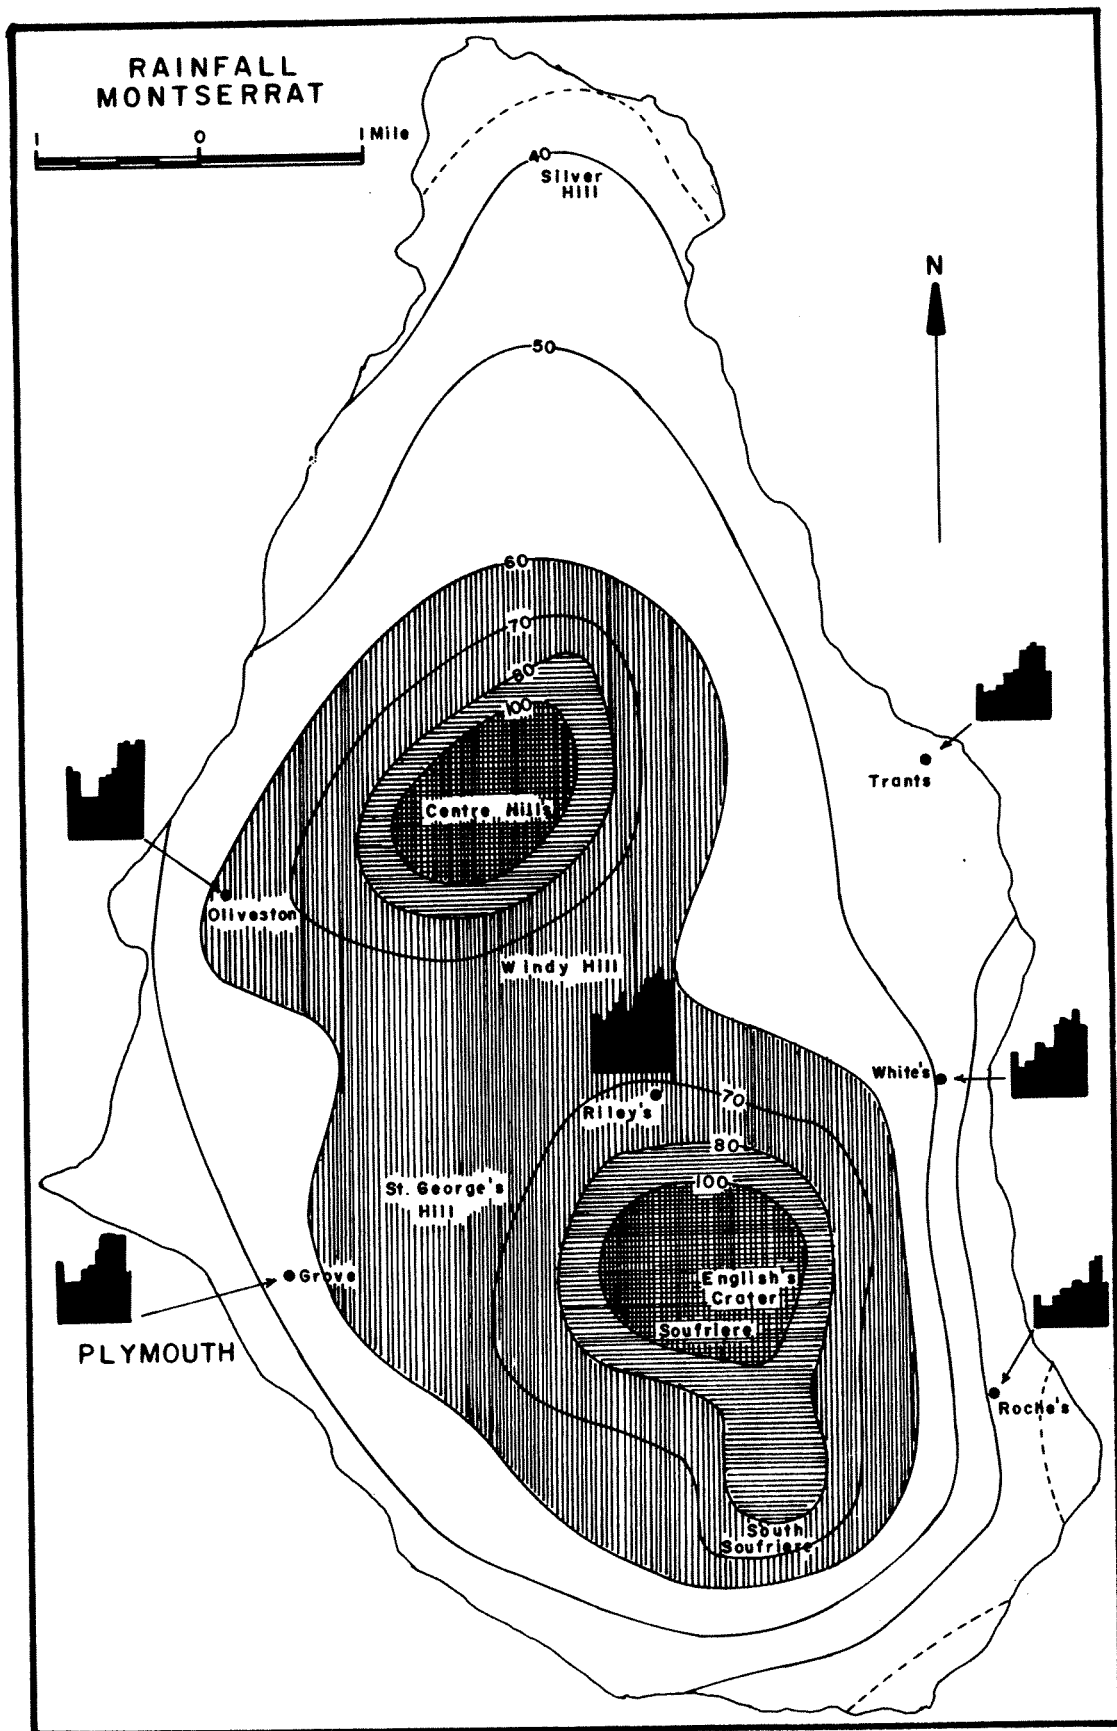 RAINFALL
MONTSERRAT
1 0 1 Mile
40
Silver
Hill
N
50
60
70
80
100
Centre Hills
Trants
Oliveston
Windy Hill
White's
Riley's
70
80
100
St. George's
Hill
Grove
English's
Crater
Soufriere
PLYMOUTH
Roche's
South
Soufriere